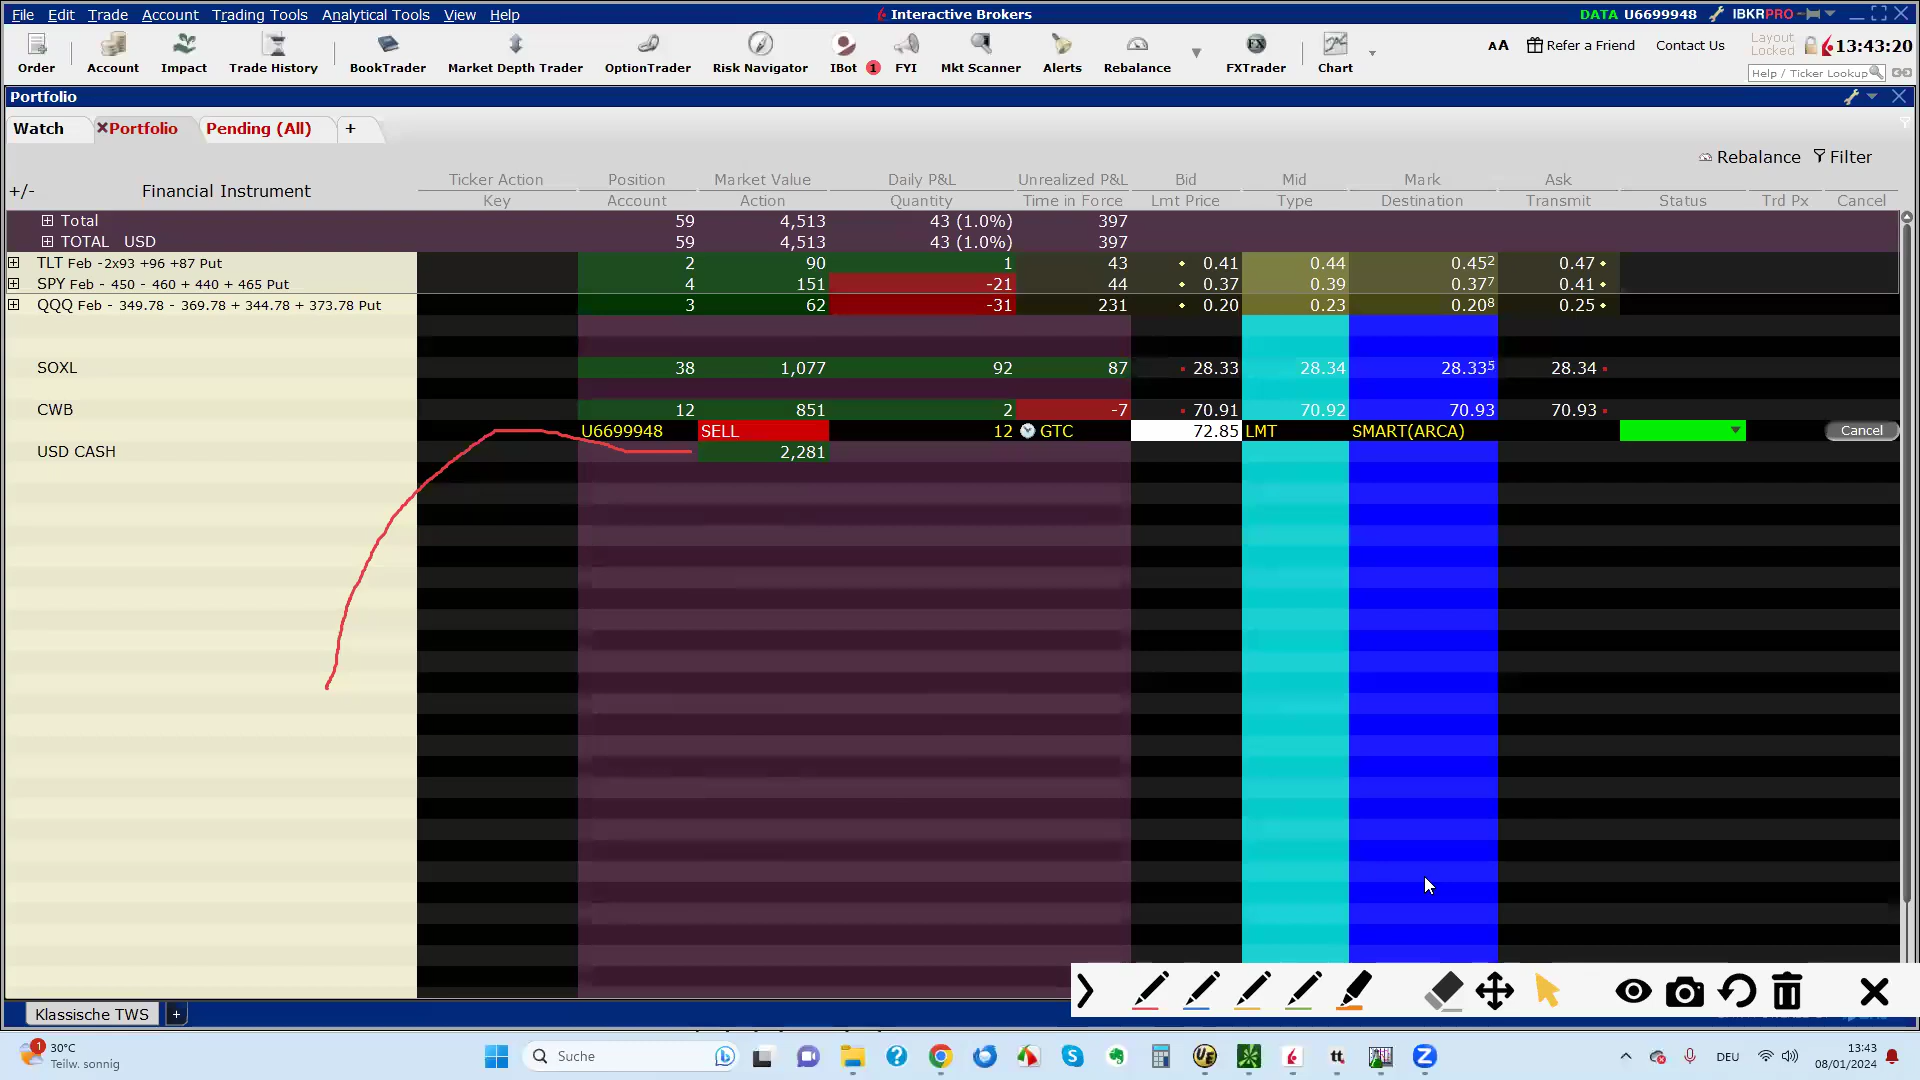 File Edit Trade Account Trading Tools Analytical Tools View Help
Interactive Brokers
DATA U6699948 IBKRPRO
Order Account Impact Trade History BookTrader Market Depth Trader OptionTrader Risk Navigator IBot 1 FYI Mkt Scanner Alerts Rebalance FXTrader Chart
AA Refer a Friend Contact Us Layout Locked 13:43:20
Help / Ticker Lookup
Portfolio
Watch Portfolio Pending (All) +
Rebalance Filter
+/- Financial Instrument
Ticker Action Position Market Value Daily P&L Unrealized P&L Bid Mid Mark Ask
Key Account Action Quantity Time in Force Lmt Price Type Destination Transmit Status Trd Px Cancel
Total 59 4,513 43 (1.0%) 397
TOTAL USD 59 4,513 43 (1.0%) 397
TLT Feb -2x93 +96 +87 Put 2 90 1 43 0.41 0.44 0.45² 0.47
SPY Feb - 450 - 460 + 440 + 465 Put 4 151 -21 44 0.37 0.39 0.37⁷ 0.41
QQQ Feb - 349.78 - 369.78 + 344.78 + 373.78 Put 3 62 -31 231 0.20 0.23 0.20⁸ 0.25
SOXL 38 1,077 92 87 28.33 28.34 28.33⁵ 28.34
CWB 12 851 2 -7 70.91 70.92 70.93 70.93
U6699948 SELL 12 GTC 72.85 LMT SMART(ARCA) Cancel
USD CASH 2,281
Klassische TWS +
1 30°C
Teilw. sonnig
Suche
DEU
13:43
08/01/2024